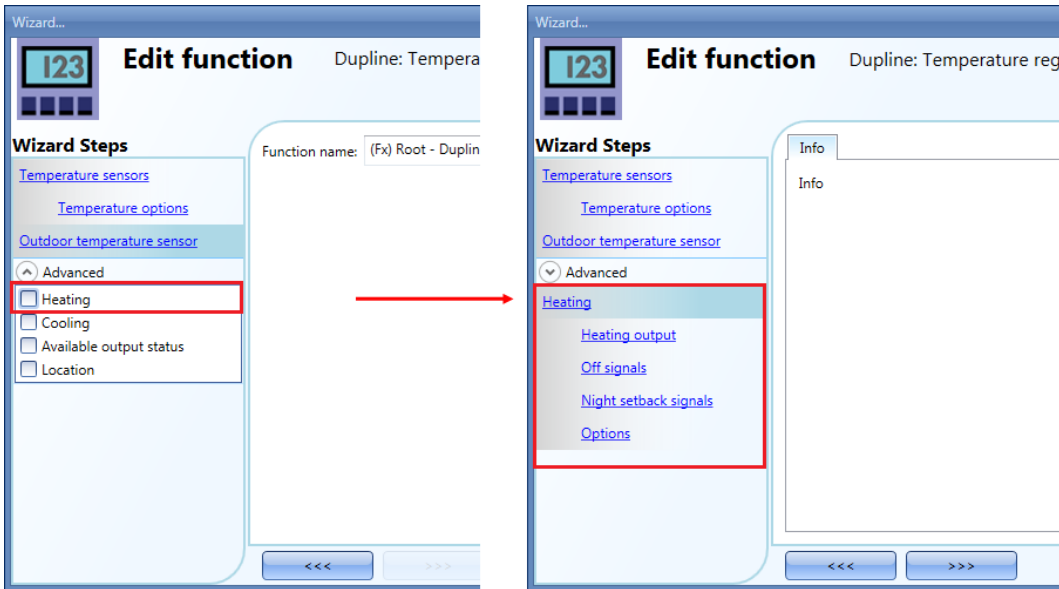 Wizard...
123
Edit function
Dupline: Tempera
Wizard Steps
Temperature sensors
Temperature options
Outdoor temperature sensor
Advanced
Heating
Cooling
Available output status
Location
Function name: (Fx) Root - Duplin
<<<
>>>
Wizard...
123
Edit function
Dupline: Temperature reg
Wizard Steps
Temperature sensors
Temperature options
Outdoor temperature sensor
Advanced
Heating
Heating output
Off signals
Night setback signals
Options
Info
Info
<<<
>>>